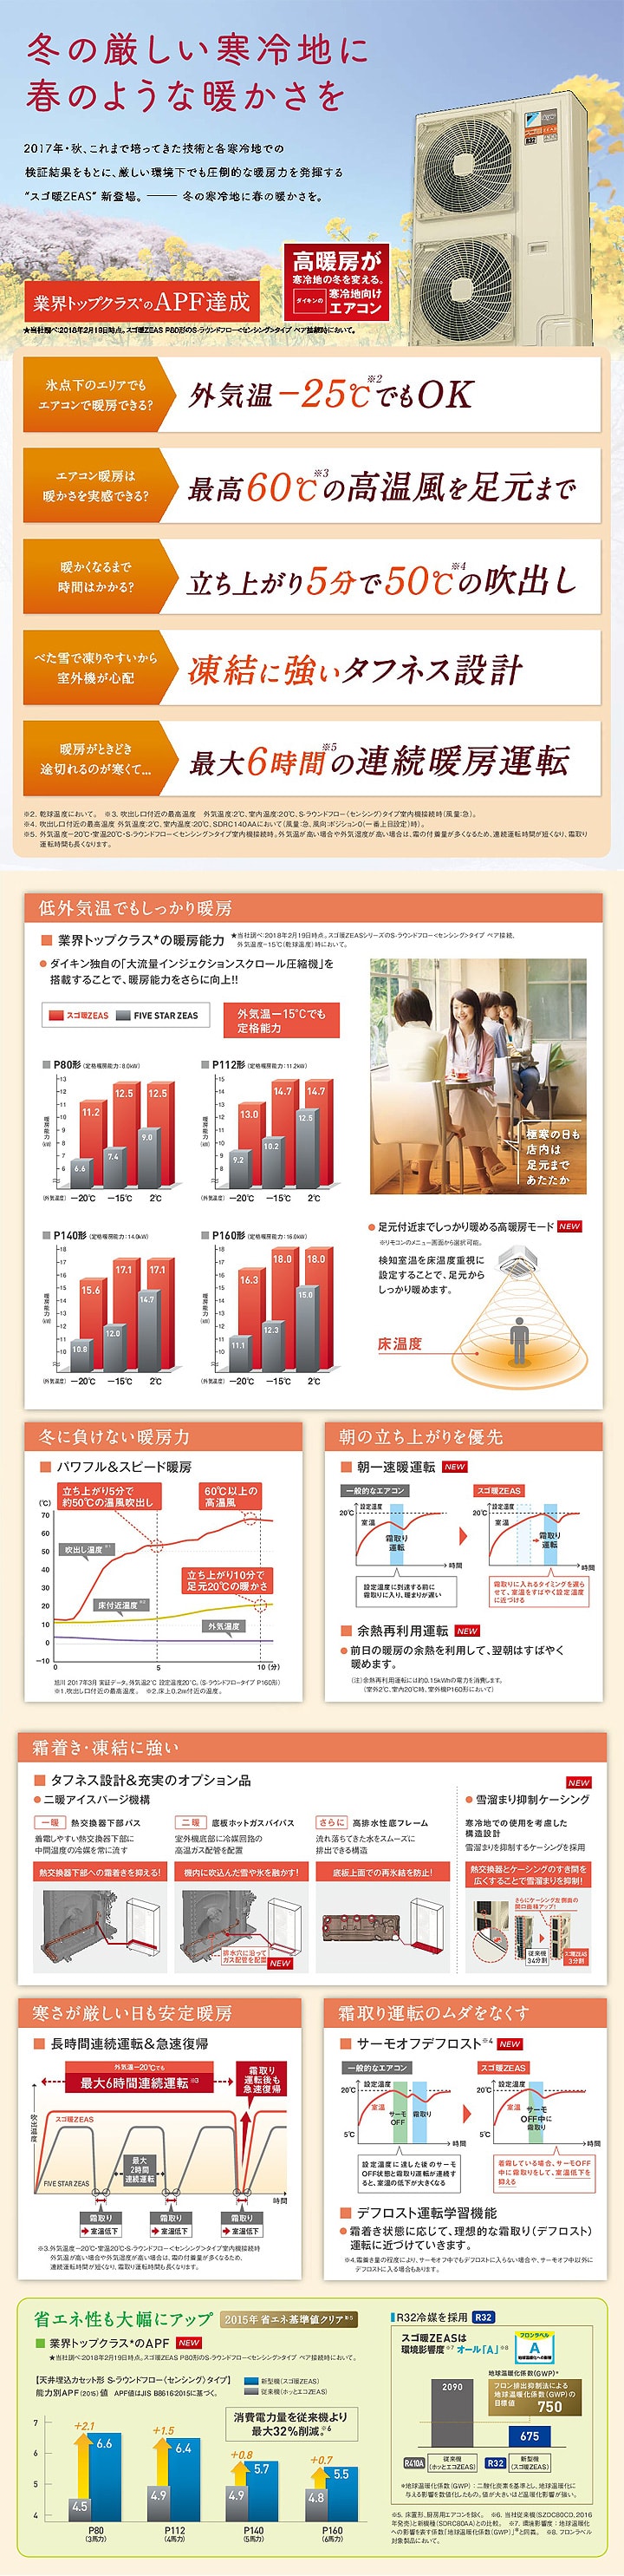 冬の厳しい寒冷地に
春のような暖かさを
2017年・秋、これまで培ってきた技術と各寒冷地での
検証結果をもとに、厳しい環境下でも圧倒的な暖房力を発揮する
“スゴ暖ZEAS” 新登場。── 冬の寒冷地に春の暖かさを。
高暖房が
寒冷地の冬を変える。
ダイキンの 寒冷地向け
エアコン
業界トップクラス★のAPF達成
★当社調べ:2018年2月19日時点。スゴ暖ZEAS P80形のS-ラウンドフロー<センシング>タイプ ペア接続時において。
氷点下のエリアでも
エアコンで暖房できる?
外気温−25℃※2でもOK
エアコン暖房は
暖かさを実感できる?
最高60℃※3の高温風を足元まで
暖かくなるまで
時間はかかる?
立ち上がり5分で50℃※4の吹出し
べた雪で凍りやすいから
室外機が心配
凍結に強いタフネス設計
暖房がときどき
途切れるのが寒くて…
最大6時間※5の連続暖房運転
※2. 乾球温度において。 ※3. 吹出し口付近の最高温度 外気温度:2℃、室内温度:20℃、S-ラウンドフロー〈センシング〉タイプ室内機接続時(風量:急)。
※4. 吹出し口付近の最高温度 外気温度:2℃、室内温度:20℃、SDRC140AAにおいて(風量:急、風向:ポジション0(一番上自設定)時)。
※5. 外気温度−20℃・室温20℃・S-ラウンドフロー<センシング>タイプ室内機接続時。外気温が高い場合や外気湿度が高い場合は、霜の付着量が多くなるため、連続運転時間が短くなり、霜取り
運転時間も長くなります。
低外気温でもしっかり暖房
業界トップクラス★の暖房能力 ★当社調べ:2018年2月19日時点。スゴ暖ZEASシリーズのS-ラウンドフロー<センシング>タイプ ペア接続、
外気温度−15℃(乾球温度)時において。
ダイキン独自の「大流量インジェクションスクロール圧縮機」を
搭載することで、暖房能力をさらに向上!!
スゴ暖ZEAS FIVE STAR ZEAS
外気温−15℃でも
定格能力
P80形 (定格暖房能力:8.0kW)
13
12
11
10
9
8
7
6
暖房能力(kW)
6.6 11.2 7.4 12.5 9.0 12.5
(外気温度) −20℃ −15℃ 2℃
P112形 (定格暖房能力:11.2kW)
15
14
13
12
11
10
9
8
暖房能力(kW)
9.2 13.0 10.2 14.7 12.5 14.7
(外気温度) −20℃ −15℃ 2℃
極寒の日も
店内は
足元まで
あたたか
P140形 (定格暖房能力:14.0kW)
18
17
16
15
14
13
12
11
10
暖房能力(kW)
10.8 15.6 12.0 17.1 14.7 17.1
(外気温度) −20℃ −15℃ 2℃
P160形 (定格暖房能力:16.0kW)
18
17
16
15
14
13
12
11
10
暖房能力(kW)
11.1 16.3 12.3 18.0 15.0 18.0
(外気温度) −20℃ −15℃ 2℃
足元付近までしっかり暖める高暖房モード NEW
※リモコンのメニュー画面から選択可能。
検知室温を床温度重視に
設定することで、足元から
しっかり暖めます。
床温度
冬に負けない暖房力
パワフル&スピード暖房
立ち上がり5分で
約50℃の温風吹出し
60℃以上の
高温風
(℃)
70
60
50
40
30
20
10
0
−10
吹出し温度※1
立ち上がり10分で
足元20℃の暖かさ
床付近温度※2
外気温度
0 5 10 (分)
旭川 2017年3月 実証データ。外気温2℃ 設定温度20℃。(S-ラウンドフロータイプ P160形)
※1.吹出し口付近の最高温度。 ※2.床上0.2m付近の温度。
朝の立ち上がりを優先
朝一速暖運転 NEW
一般的なエアコン
20℃ 設定温度
室温
霜取り
運転
時間
設定温度に到達する前に
霜取りに入り、暖まりが遅い
スゴ暖ZEAS
20℃ 設定温度
室温
霜取り
運転
時間
霜取りに入れるタイミングを遅ら
せて、室温をすばやく設定温度
に近づける
余熱再利用運転 NEW
前日の暖房の余熱を利用して、翌朝はすばやく
暖めます。
(注)余熱再利用運転には約0.15kWhの電力を消費します。
(室外2℃、室内20℃時、室外機P160形において)
霜着き・凍結に強い
タフネス設計&充実のオプション品
二暖アイスパージ機構
一暖 熱交換器下部パス
着霜しやすい熱交換器下部に
中間温度の冷媒を常に流す
熱交換器下部への霜着きを抑える!
二暖 底板ホットガスバイパス
室外機底部に冷媒回路の
高温ガス配管を配置
機内に吹込んだ雪や氷を融かす!
排水穴に沿って
ガス配管を配置 NEW
さらに 高排水性底フレーム
流れ落ちてきた水をスムーズに
排出できる構造
底板上面での再氷結を防止!
NEW
雪溜まり抑制ケーシング
寒冷地での使用を考慮した
構造設計
雪溜まりを抑制するケーシングを採用
熱交換器とケーシングのすき間を
広くすることで雪溜まりを抑制!
さらにケーシング左側面の
開口面積アップ!
従来機
34分割
スゴ暖ZEAS
3分割
寒さが厳しい日も安定暖房
長時間連続運転&急速復帰
外気温−20℃でも
最大6時間連続運転※3
霜取り
運転後も
急速復帰
吹出温度
スゴ暖ZEAS
最大
2時間
連続運転
FIVE STAR ZEAS
時間
霜取り
室温低下
霜取り
室温低下
霜取り
室温低下
※3.外気温度−20℃・室温20℃・S-ラウンドフロー<センシング>タイプ室内機接続時
外気温が高い場合や外気湿度が高い場合は、霜の付着量が多くなるため、
連続運転時間が短くなり、霜取り運転時間も長くなります。
霜取り運転のムダをなくす
サーモオフデフロスト※4 NEW
一般的なエアコン
20℃ 設定温度
室温
サーモ
OFF
霜取り
5℃
時間
設定温度に達した後のサーモ
OFF状態と霜取り運転が連続す
ると、室温の低下が大きくなる
スゴ暖ZEAS
20℃ 設定温度
室温
サーモ
OFF中に
霜取り
5℃
時間
着霜している場合、サーモOFF
中に霜取りをして、室温低下を
抑える
デフロスト運転学習機能
霜着き状態に応じて、理想的な霜取り(デフロスト)
運転に近づけていきます。
※4.霜着き量の程度により、サーモオフ中でもデフロストに入らない場合や、サーモオフ中以外に
デフロストに入る場合もあります。
省エネ性も大幅にアップ 2015年 省エネ基準値クリア※5
業界トップクラス★のAPF NEW
★当社調べ:2018年2月19日時点。スゴ暖ZEAS P80形のS-ラウンドフロー<センシング>タイプ ペア接続時において。
【天井埋込カセット形 S-ラウンドフロー〈センシング〉タイプ】
能力別APF(2015)値 APF値はJIS B8616:2015に基づく。
新型機(スゴ暖ZEAS)
従来機(ホッとエコZEAS)
消費電力量を従来機より
最大32%削減。※6
7
6
5
4
+2.1
4.5 6.6
+1.5
4.9 6.4
+0.8
4.9 5.7
+0.7
4.8 5.5
P80
(3馬力)
P112
(4馬力)
P140
(5馬力)
P160
(6馬力)
R32冷媒を採用 R32
スゴ暖ZEASは
環境影響度※7 オール「A」※8
フロンラベル
A
地球温暖化係数(GWP)*
2090
フロン排出抑制法による
地球温暖化係数(GWP)の
目標値 750
675
R410A 従来機
(ホッとエコZEAS)
R32 新型機
(スゴ暖ZEAS)
*地球温暖化係数(GWP):二酸化炭素を基準とし、地球温暖化に
与える影響を数値化したもの。値が大きいほど温暖化影響が強い。
※5. 床置形、厨房用エアコンを除く。 ※6. 当社従来機(SZDC80CD、2016
年発売)と新機種(SDRC80AA)との比較。 ※7. 環境影響度:地球温暖化
への影響を表す係数「地球温暖化係数(GWP)」*と同義。 ※8. フロンラベル
対象製品において。